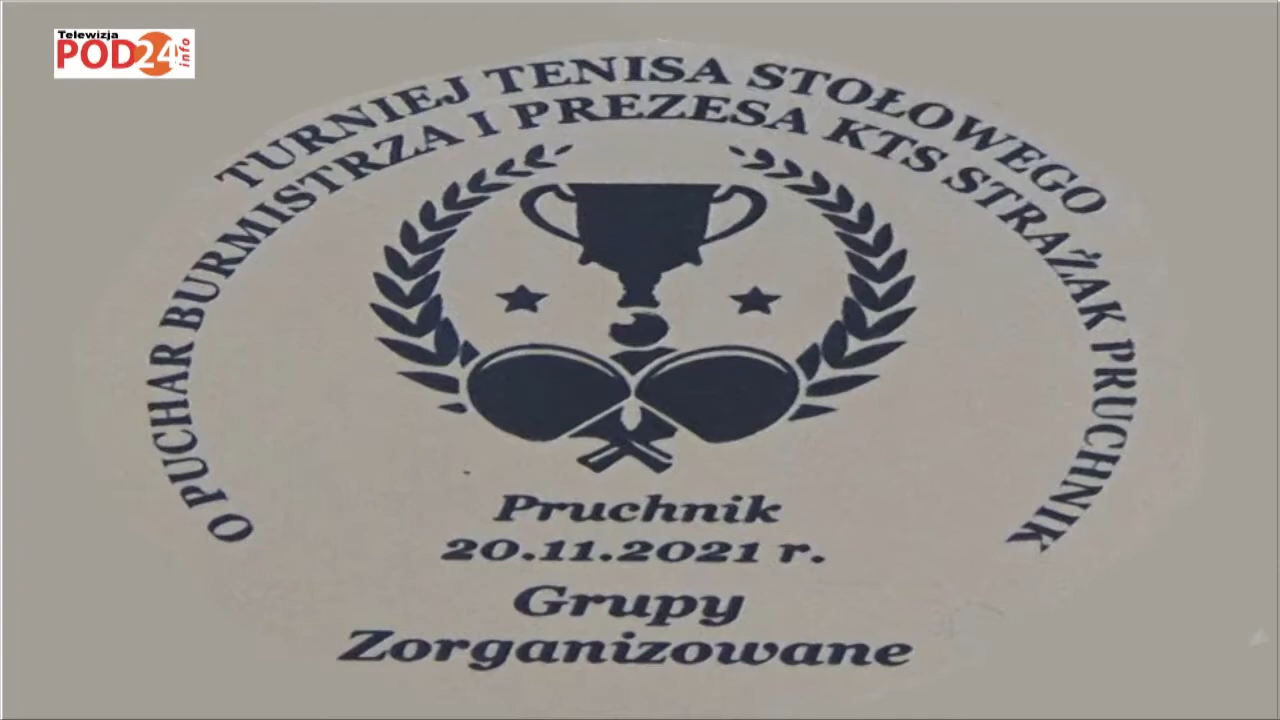 Telewizja
POD24
info
TURNIEJ TENISA STOŁOWEGO
O PUCHAR BURMISTRZA I PREZESA KTS STRAŻAK PRUCHNIK
Pruchnik
20.11.2021 r.
Grupy
Zorganizowane